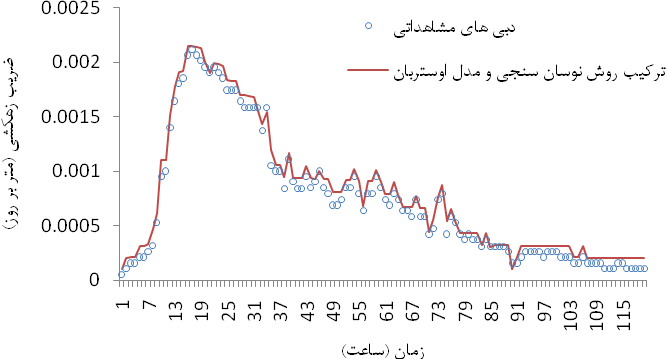 0.0025
0.002
0.0015
0.001
0.0005
0
ضریب زهکشی (متر بر روز)
دبی های مشاهداتی
ترکیب روش نوسان سنجی و مدل اوستربان
1 7 13 19 25 31 37 43 49 55 61 67 73 79 85 91 97 103 109 115
زمان (ساعت)